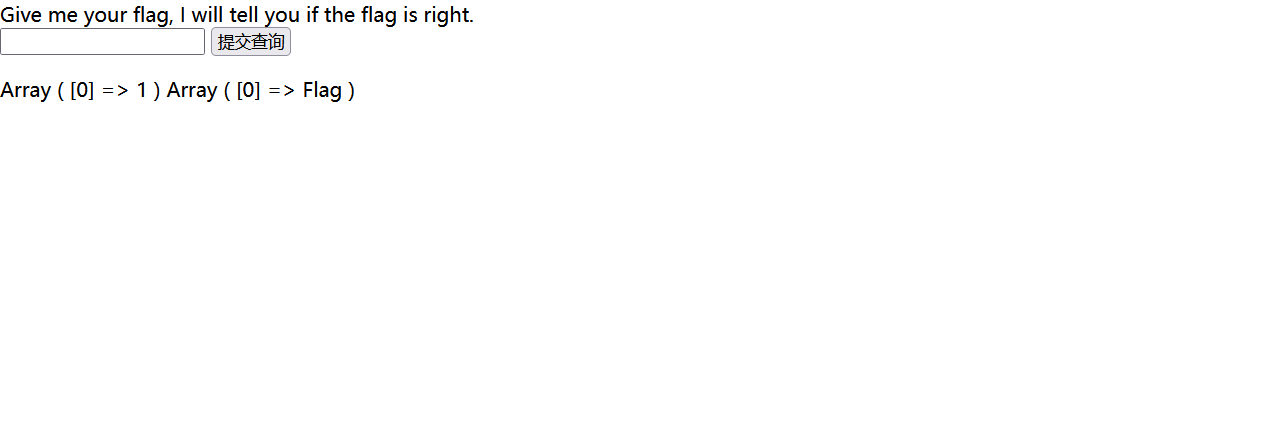 Give me your flag, I will tell you if the flag is right.
提交查询
Array ( [0] => 1 ) Array ( [0] => Flag )